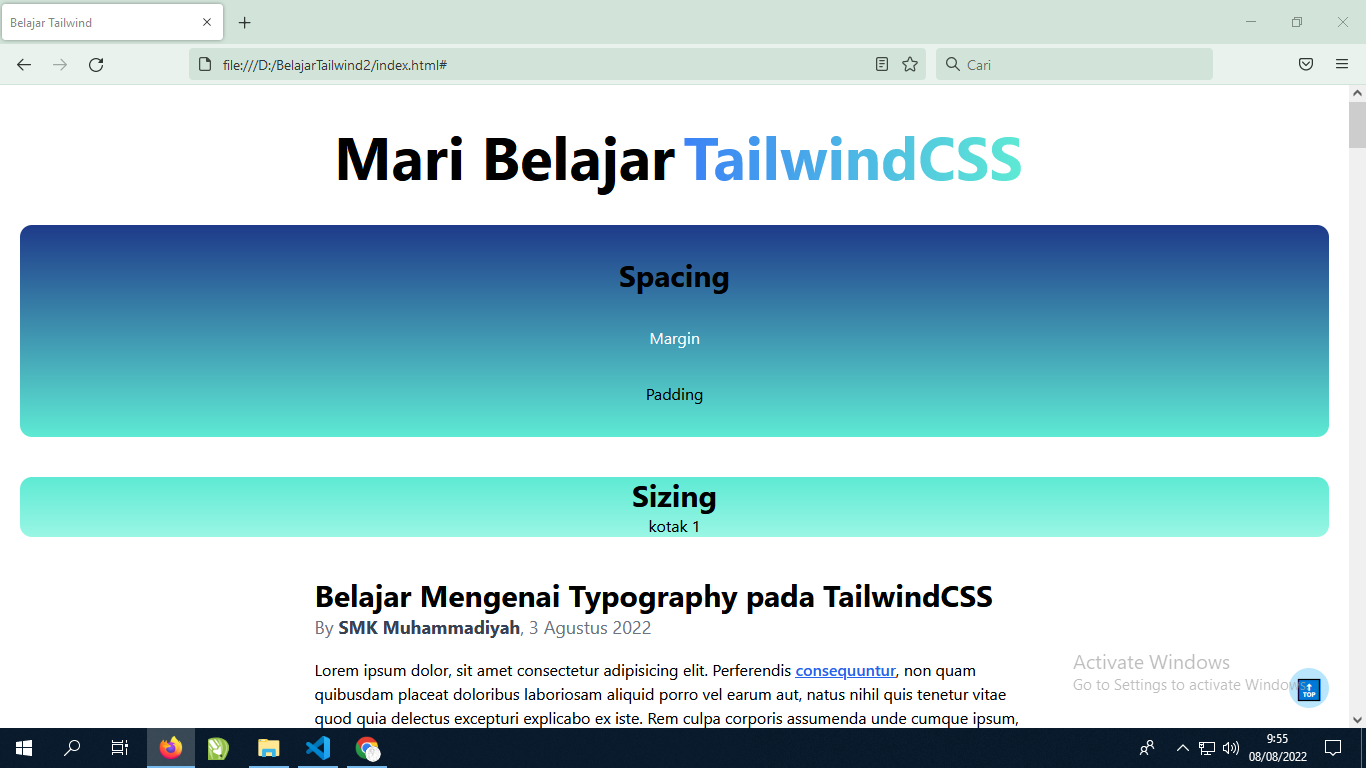 Belajar Tailwind
file:///D:/BelajarTailwind2/index.html#
Cari
Mari Belajar TailwindCSS
Spacing
Margin
Padding
Sizing
kotak 1
Belajar Mengenai Typography pada TailwindCSS
By SMK Muhammadiyah, 3 Agustus 2022
Lorem ipsum dolor, sit amet consectetur adipisicing elit. Perferendis consequuntur, non quam
quibusdam placeat doloribus laboriosam aliquid porro vel earum aut, natus nihil quis tenetur vitae
quod quia delectus excepturi explicabo ex iste. Rem culpa corporis assumenda unde cumque ipsum,
Activate Windows
Go to Settings to activate Windows.
TOP
9:55
08/08/2022